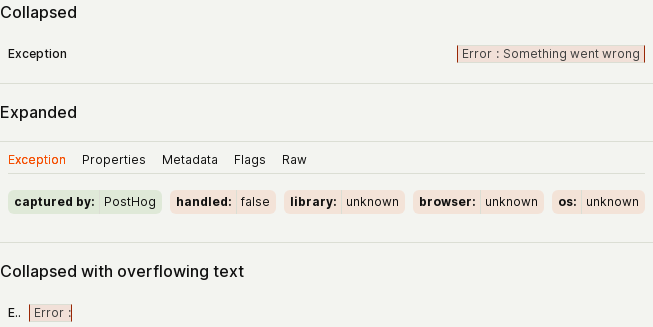 Collapsed
Exception Error : Something went wrong
Expanded
Exception Properties Metadata Flags Raw
captured by: PostHog handled: false library: unknown browser: unknown os: unknown
Collapsed with overflowing text
E.. Error :